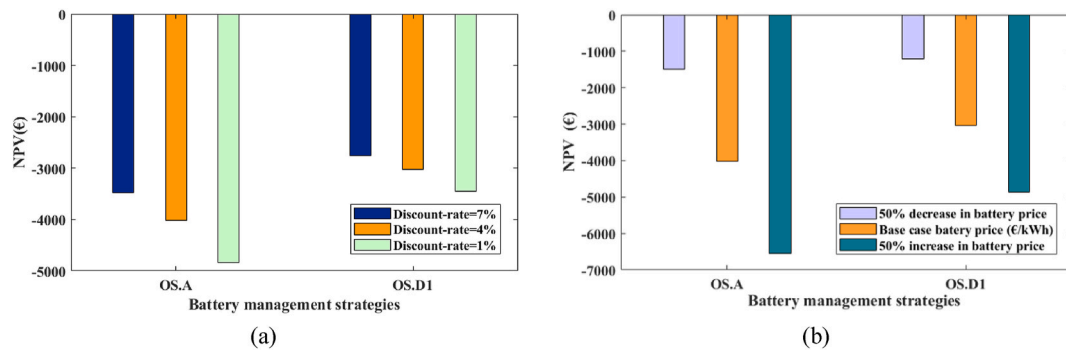 0
-1000
-2000
-3000
-4000
-5000
NPV(€)
Discount-rate=7%
Discount-rate=4%
Discount-rate=1%
OS.A OS.D1
Battery management strategies
(a)
0
-1000
-2000
-3000
-4000
-5000
-6000
-7000
NPV (€)
50% decrease in battery price
Base case batery price (€/kWh)
50% increase in battery price
OS.A OS.D1
Battery management strategies
(b)